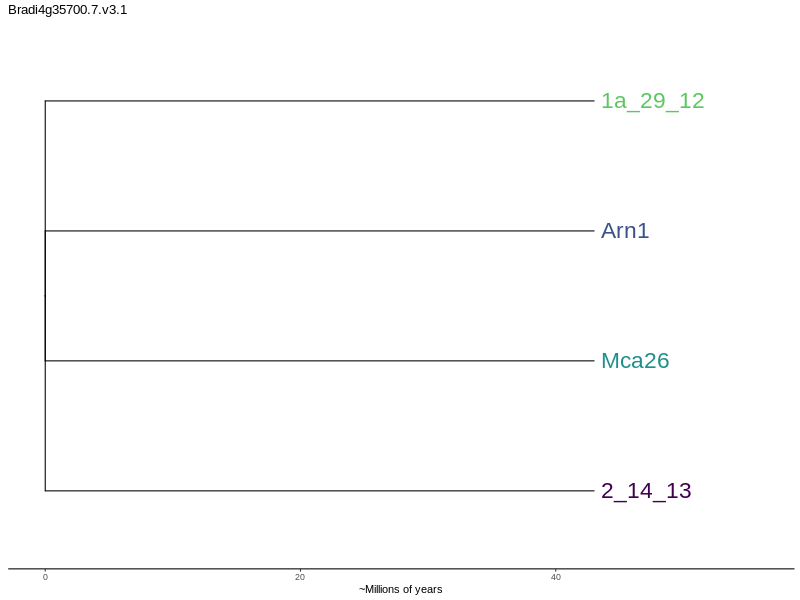 Bradi4g35700.7.v3.1
1a_29_12
Arn1
Mca26
2_14_13
0 20 40
~Millions of years